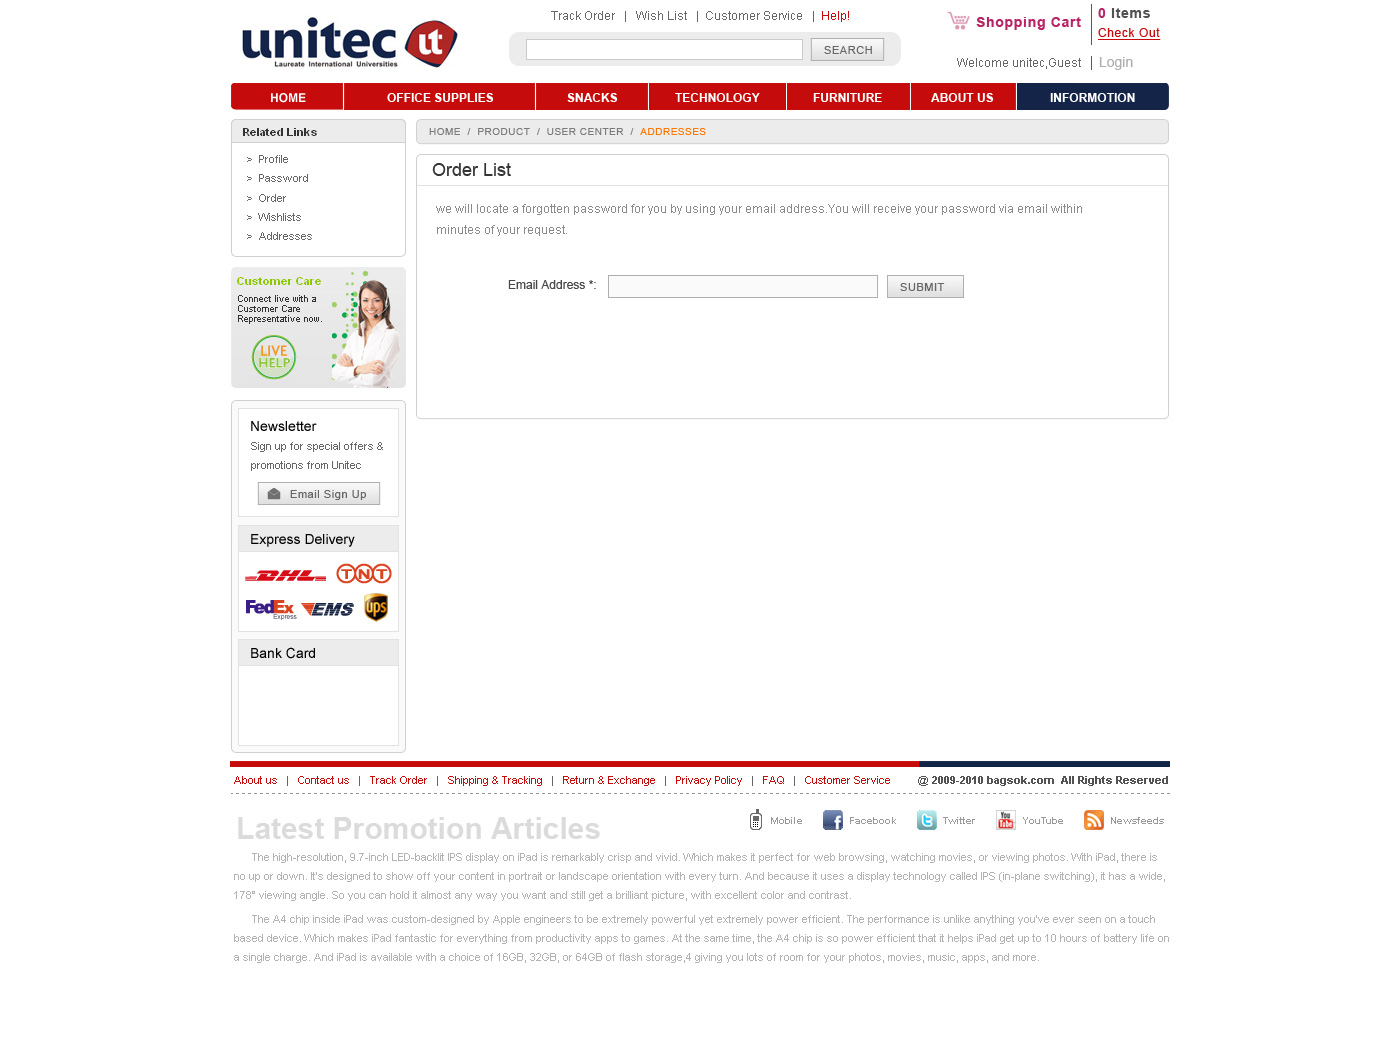 unitec ut
Laureate International Universities
Track Order | Wish List | Customer Service | Help!
SEARCH
Shopping Cart
0 Items
Check Out
Welcome unitec,Guest | Login
HOME OFFICE SUPPLIES SNACKS TECHNOLOGY FURNITURE ABOUT US INFORMOTION
Related Links
> Profile
> Password
> Order
> Wishlists
> Addresses
HOME / PRODUCT / USER CENTER / ADDRESSES
Order List
we will locate a forgotten password for you by using your email address.You will receive your password via email within
minutes of your request.
Email Address *:
SUBMIT
Customer Care
Connect live with a
Customer Care
Representative now.
LIVE
HELP
Newsletter
Sign up for special offers &
promotions from Unitec
Email Sign Up
Express Delivery
DHL TNT
FedEx Express EMS ups
Bank Card
About us | Contact us | Track Order | Shipping & Tracking | Return & Exchange | Privacy Policy | FAQ | Customer Service @ 2009-2010 bagsok.com All Rights Reserved
Latest Promotion Articles
Mobile Facebook Twitter You Tube YouTube Newsfeeds
The high-resolution, 9.7-inch LED-backlit IPS display on iPad is remarkably crisp and vivid. Which makes it perfect for web browsing, watching movies, or viewing photos. With iPad, there is
no up or down. It's designed to show off your content in portrait or landscape orientation with every turn. And because it uses a display technology called IPS (in-plane switching), it has a wide,
178° viewing angle. So you can hold it almost any way you want and still get a brilliant picture, with excellent color and contrast.
The A4 chip inside iPad was custom-designed by Apple engineers to be extremely powerful yet extremely power efficient. The performance is unlike anything you've ever seen on a touch
based device. Which makes iPad fantastic for everything from productivity apps to games. At the same time, the A4 chip is so power efficient that it helps iPad get up to 10 hours of battery life on
a single charge. And iPad is available with a choice of 16GB, 32GB, or 64GB of flash storage,4 giving you lots of room for your photos, movies, music, apps, and more.